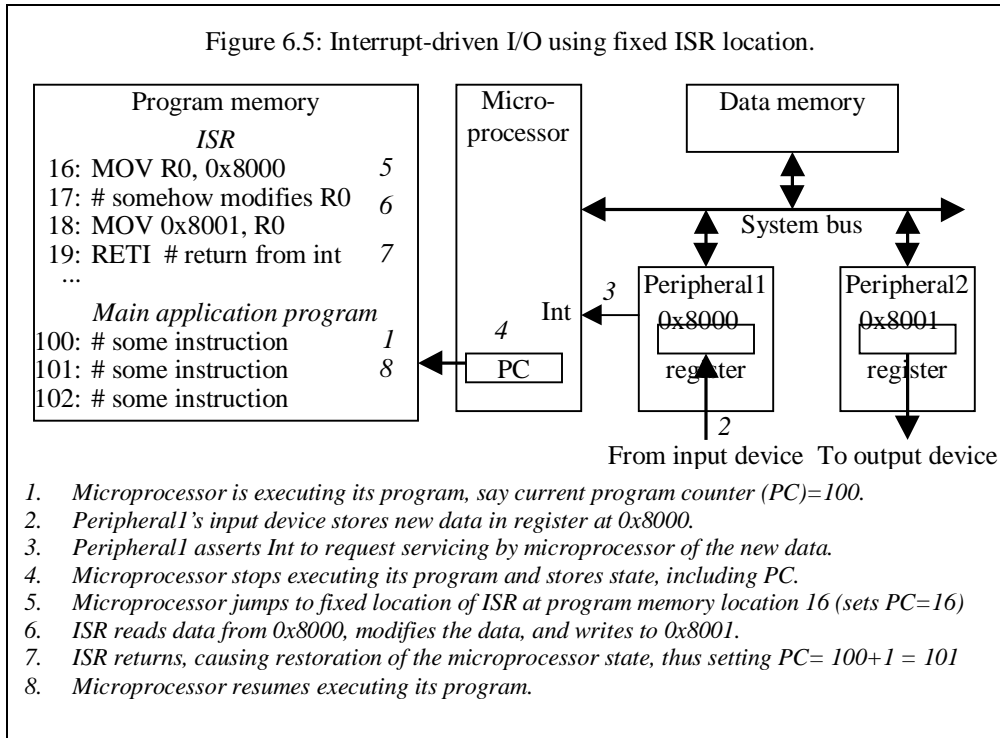 Figure 6.5: Interrupt-driven I/O using fixed ISR location.
Program memory
ISR
16: MOV R0, 0x8000 5
17: # somehow modifies R0 6
18: MOV 0x8001, R0
19: RETI # return from int 7
...
Main application program
100: # some instruction 1
101: # some instruction 8
102: # some instruction
Micro-
processor
Int
4
PC
Data memory
System bus
3
Peripheral1
0x8000
register
2
From input device
Peripheral2
0x8001
register
To output device
1. Microprocessor is executing its program, say current program counter (PC)=100.
2. Peripheral1's input device stores new data in register at 0x8000.
3. Peripheral1 asserts Int to request servicing by microprocessor of the new data.
4. Microprocessor stops executing its program and stores state, including PC.
5. Microprocessor jumps to fixed location of ISR at program memory location 16 (sets PC=16)
6. ISR reads data from 0x8000, modifies the data, and writes to 0x8001.
7. ISR returns, causing restoration of the microprocessor state, thus setting PC= 100+1 = 101
8. Microprocessor resumes executing its program.